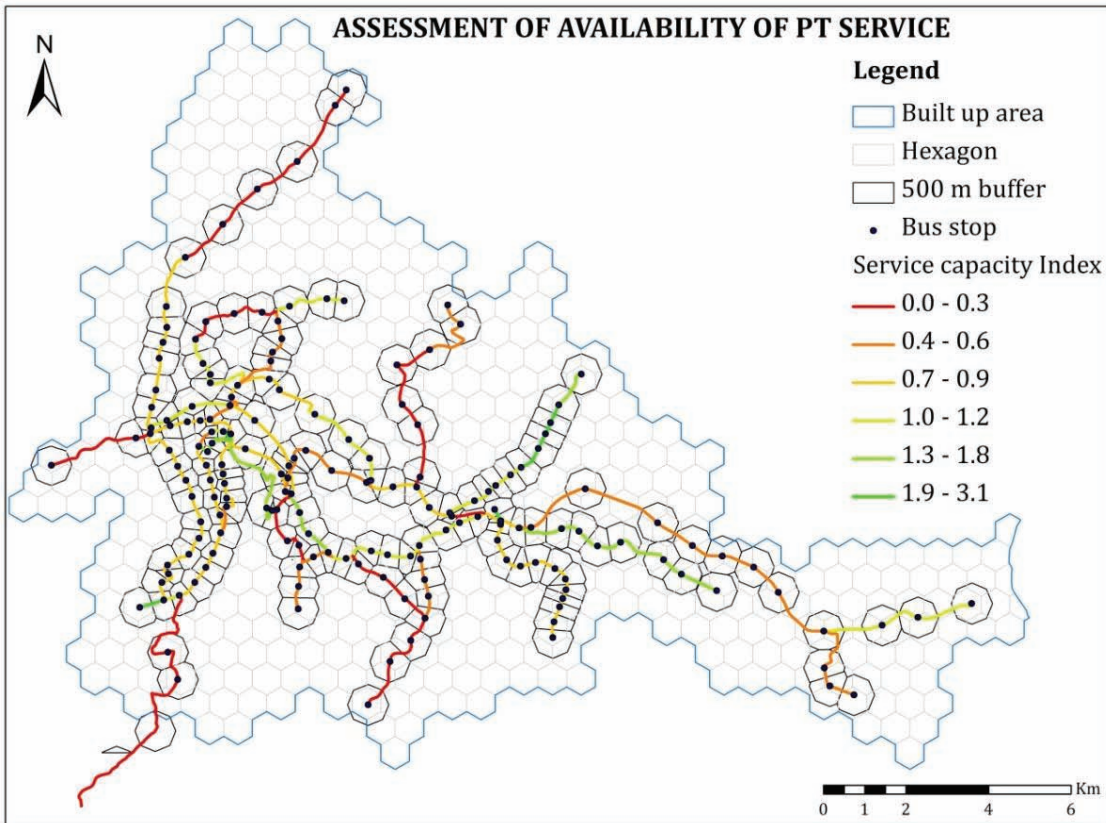 ASSESSMENT OF AVAILABILITY OF PT SERVICE
N
Legend
Built up area
Hexagon
500 m buffer
Bus stop
Service capacity Index
0.0 - 0.3
0.4 - 0.6
0.7 - 0.9
1.0 - 1.2
1.3 - 1.8
1.9 - 3.1
Km
0 1 2 4 6